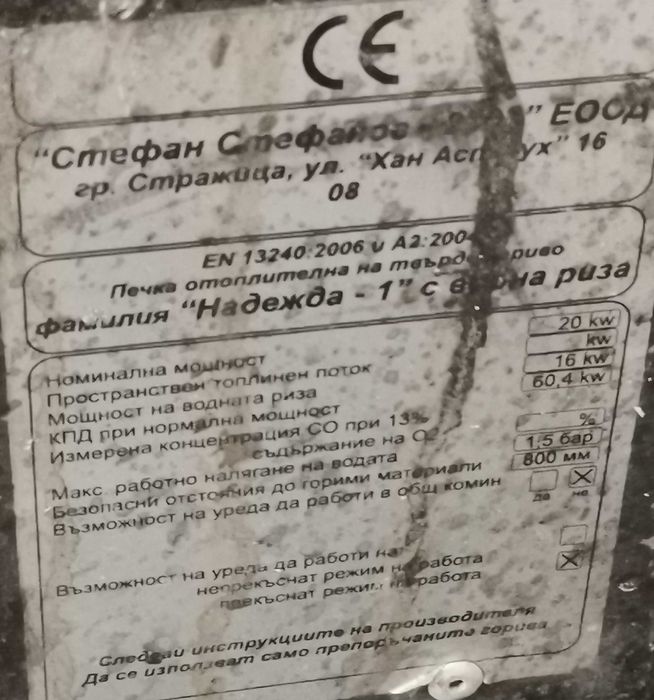 CE
"Стефан Стефанов " ЕООД
гр. Стражица, ул. "Хан Аспарух" 16
08
EN 13240:2006 и A2:200
Печка отоплителна на твърдо гориво
фамилия "Надежда - 1" с водна риза
Номинална мощност 20 kw
Пространствен топлинен поток kw
Мощност на водната риза 16 kw
КПД при нормална мощност 60,4 kw
Измерена концентрация CO при 13%
съдържание на O2 %
Макс. работно налягане на водата 1,5 бар
Безопасни отстояния до горими материали 800 мм
Възможност на уреда да работи в общ комин
да не
Възможност на уреда да работи на
непрекъснат режим на работа
прекъснат режим на работа
Следвай инструкциите на производителя
Да се използват само препоръчаните горива